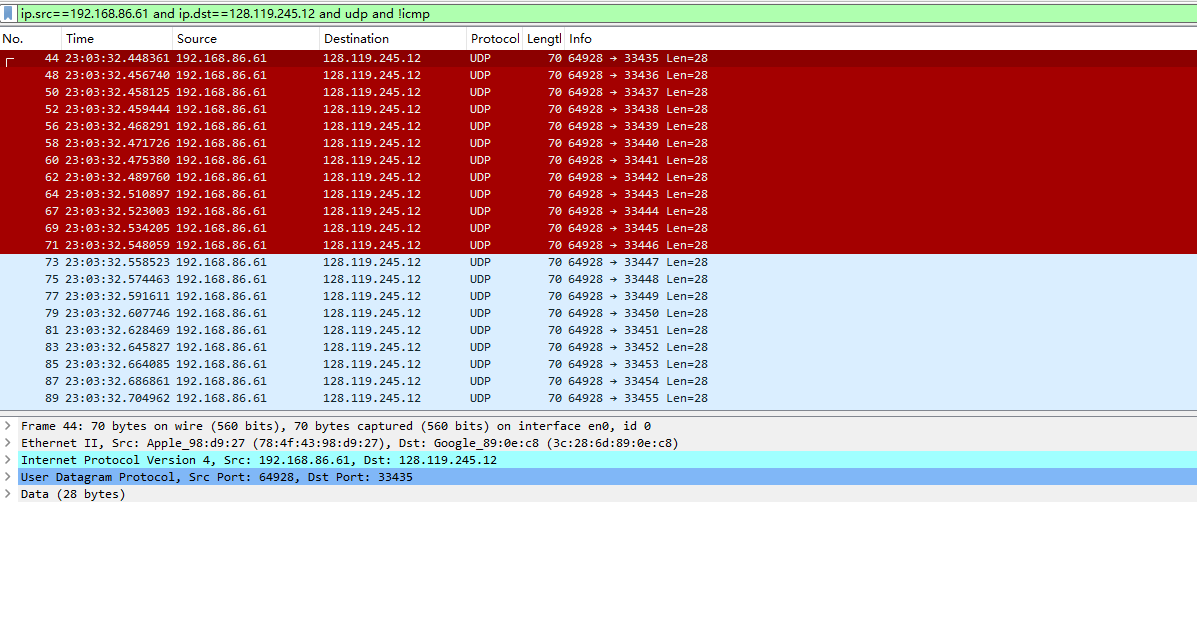 ip.src==192.168.86.61 and ip.dst==128.119.245.12 and udp and !icmp
No. Time Source Destination Protocol Lengtl Info
44 23:03:32.448361 192.168.86.61 128.119.245.12 UDP 70 64928 → 33435 Len=28
48 23:03:32.456740 192.168.86.61 128.119.245.12 UDP 70 64928 → 33436 Len=28
50 23:03:32.458125 192.168.86.61 128.119.245.12 UDP 70 64928 → 33437 Len=28
52 23:03:32.459444 192.168.86.61 128.119.245.12 UDP 70 64928 → 33438 Len=28
56 23:03:32.468291 192.168.86.61 128.119.245.12 UDP 70 64928 → 33439 Len=28
58 23:03:32.471726 192.168.86.61 128.119.245.12 UDP 70 64928 → 33440 Len=28
60 23:03:32.475380 192.168.86.61 128.119.245.12 UDP 70 64928 → 33441 Len=28
62 23:03:32.489760 192.168.86.61 128.119.245.12 UDP 70 64928 → 33442 Len=28
64 23:03:32.510897 192.168.86.61 128.119.245.12 UDP 70 64928 → 33443 Len=28
67 23:03:32.523003 192.168.86.61 128.119.245.12 UDP 70 64928 → 33444 Len=28
69 23:03:32.534205 192.168.86.61 128.119.245.12 UDP 70 64928 → 33445 Len=28
71 23:03:32.548059 192.168.86.61 128.119.245.12 UDP 70 64928 → 33446 Len=28
73 23:03:32.558523 192.168.86.61 128.119.245.12 UDP 70 64928 → 33447 Len=28
75 23:03:32.574463 192.168.86.61 128.119.245.12 UDP 70 64928 → 33448 Len=28
77 23:03:32.591611 192.168.86.61 128.119.245.12 UDP 70 64928 → 33449 Len=28
79 23:03:32.607746 192.168.86.61 128.119.245.12 UDP 70 64928 → 33450 Len=28
81 23:03:32.628469 192.168.86.61 128.119.245.12 UDP 70 64928 → 33451 Len=28
83 23:03:32.645827 192.168.86.61 128.119.245.12 UDP 70 64928 → 33452 Len=28
85 23:03:32.664085 192.168.86.61 128.119.245.12 UDP 70 64928 → 33453 Len=28
87 23:03:32.686861 192.168.86.61 128.119.245.12 UDP 70 64928 → 33454 Len=28
89 23:03:32.704962 192.168.86.61 128.119.245.12 UDP 70 64928 → 33455 Len=28
Frame 44: 70 bytes on wire (560 bits), 70 bytes captured (560 bits) on interface en0, id 0
Ethernet II, Src: Apple_98:d9:27 (78:4f:43:98:d9:27), Dst: Google_89:0e:c8 (3c:28:6d:89:0e:c8)
Internet Protocol Version 4, Src: 192.168.86.61, Dst: 128.119.245.12
User Datagram Protocol, Src Port: 64928, Dst Port: 33435
Data (28 bytes)